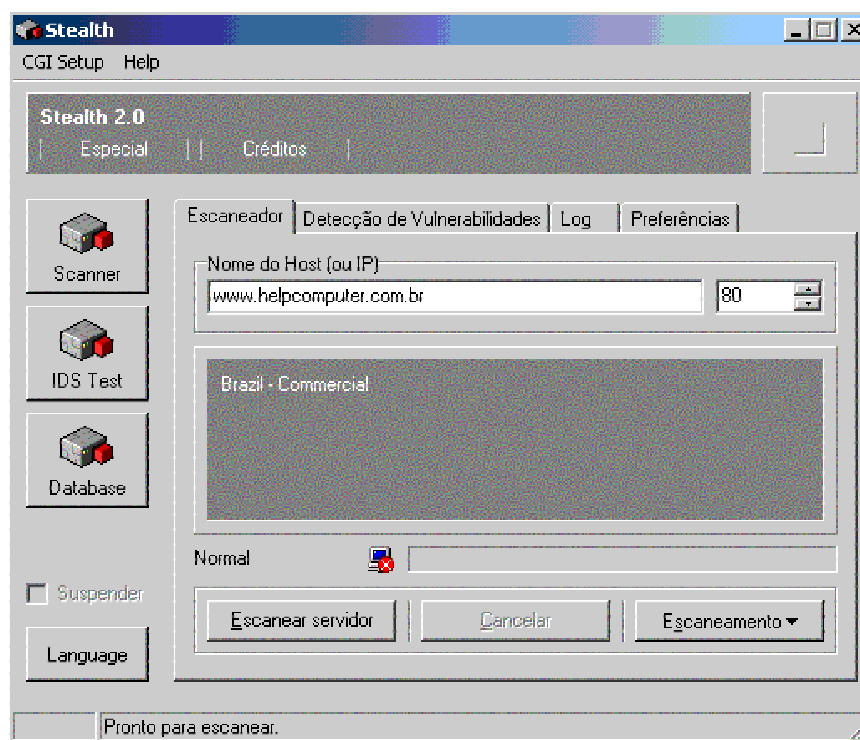 Stealth
CGI Setup Help
Stealth 2.0
Especial
Créditos
Scanner
IDS Test
Database
Suspender
Language
Escaneador
Detecção de Vulnerabilidades
Log
Preferências
Nome do Host (ou IP)
www.helpcomputer.com.br
80
Brazil - Commercial
Normal
Escanear servidor
Cancelar
Escaneamento
Pronto para escanear.